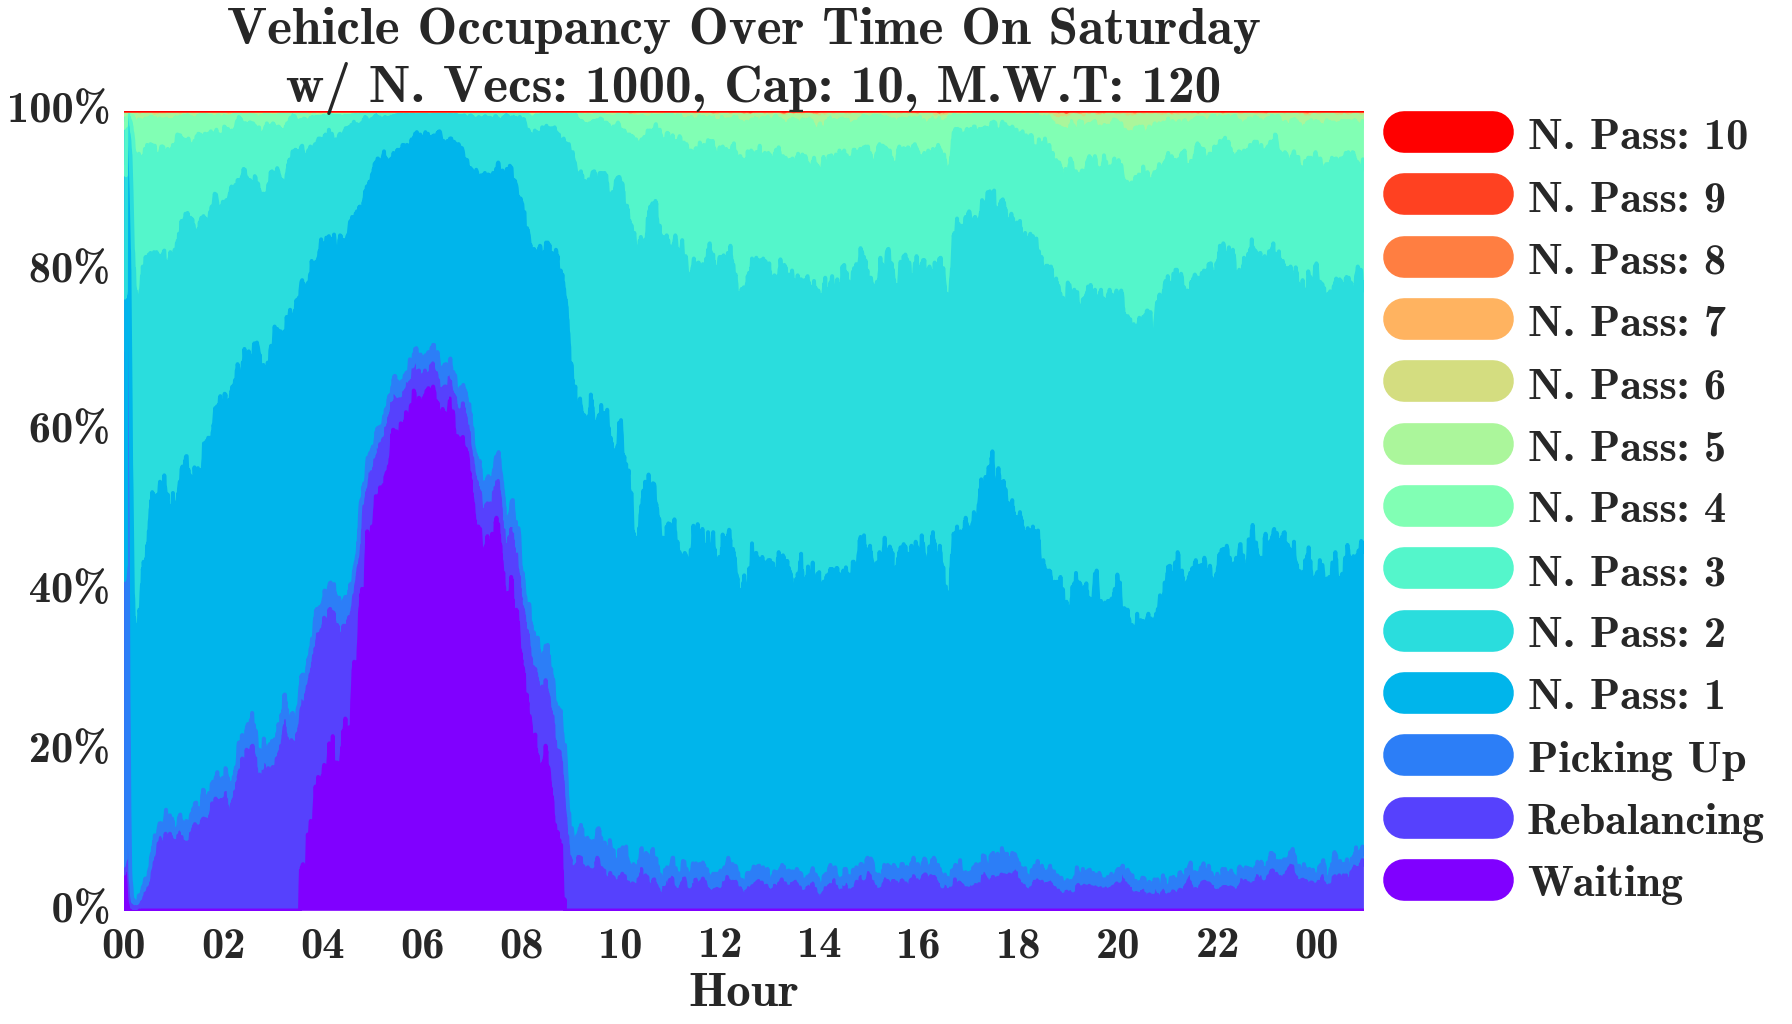 Vehicle Occupancy Over Time On Saturday
w/ N. Vecs: 1000, Cap: 10, M.W.T: 120
100%
80%
60%
40%
20%
0%
00 02 04 06 08 10 12 14 16 18 20 22 00
Hour
N. Pass: 10
N. Pass: 9
N. Pass: 8
N. Pass: 7
N. Pass: 6
N. Pass: 5
N. Pass: 4
N. Pass: 3
N. Pass: 2
N. Pass: 1
Picking Up
Rebalancing
Waiting